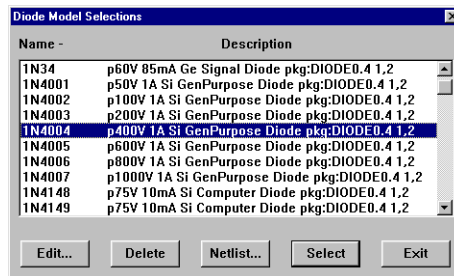 Diode Model Selections
Name - Description
1N34 p60V 85mA Ge Signal Diode pkg:DIODE0.4 1,2
1N4001 p50V 1A Si GenPurpose Diode pkg:DIODE0.4 1,2
1N4002 p100V 1A Si GenPurpose Diode pkg:DIODE0.4 1,2
1N4003 p200V 1A Si GenPurpose Diode pkg:DIODE0.4 1,2
1N4004 p400V 1A Si GenPurpose Diode pkg:DIODE0.4 1,2
1N4005 p600V 1A Si GenPurpose Diode pkg:DIODE0.4 1,2
1N4006 p800V 1A Si GenPurpose Diode pkg:DIODE0.4 1,2
1N4007 p1000V 1A Si GenPurpose Diode pkg:DIODE0.4 1,2
1N4148 p75V 10mA Si Computer Diode pkg:DIODE0.4 1,2
1N4149 p75V 10mA Si Computer Diode pkg:DIODE0.4 1,2
Edit... Delete Netlist... Select Exit